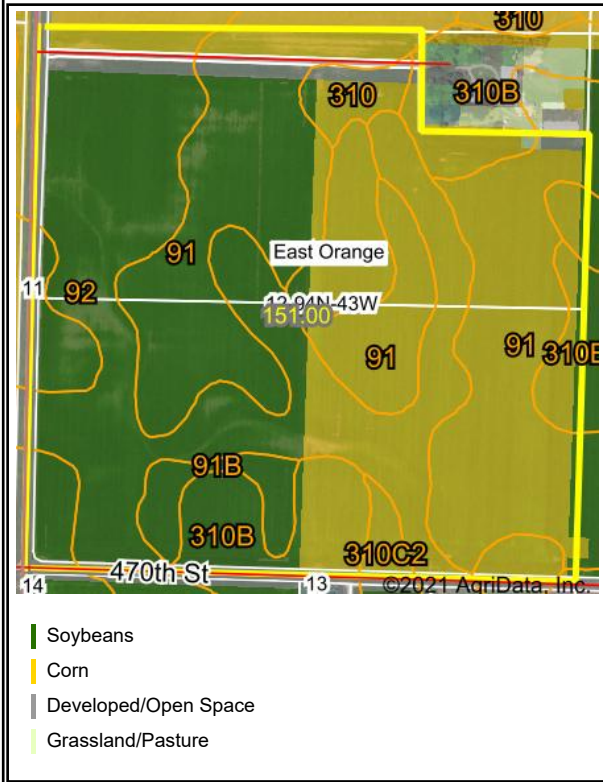 310
310
310B
91
East Orange
11
92
12-94N-43W
151.00
91
91
310B
91B
310B
310C2
470th St
14
13
©2021 AgriData, Inc.
Soybeans
Corn
Developed/Open Space
Grassland/Pasture